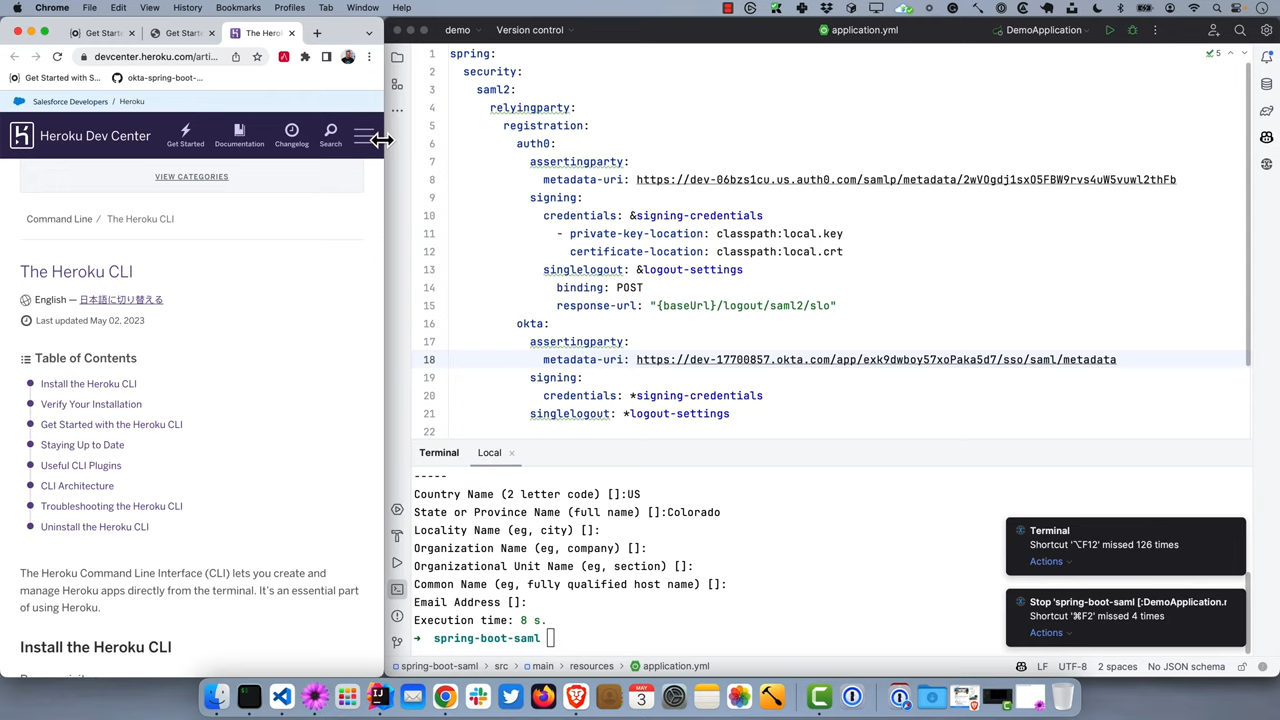 Chrome File Edit View History Bookmarks Profiles Tab Window Help
Get Starte
Get Starte
The Heroku
devcenter.heroku.com/arti...
[o] Get Started with S...
okta-spring-boot-...
Salesforce Developers / Heroku
Heroku Dev Center
Get Started
Documentation
Changelog
Search
VIEW CATEGORIES
Command Line / The Heroku CLI
The Heroku CLI
English — 日本語に切り替える
Last updated May 02, 2023
Table of Contents
Install the Heroku CLI
Verify Your Installation
Get Started with the Heroku CLI
Staying Up to Date
Useful CLI Plugins
CLI Architecture
Troubleshooting the Heroku CLI
Uninstall the Heroku CLI
The Heroku Command Line Interface (CLI) lets you create and
manage Heroku apps directly from the terminal. It's an essential part
of using Heroku.
Install the Heroku CLI
demo
Version control
application.yml
DemoApplication
5
1 spring:
2 security:
3 saml2:
4 relyingparty:
5 registration:
6 auth0:
7 assertingparty:
8 metadata-uri: https://dev-06bzs1cu.us.auth0.com/samlp/metadata/2wVOgdj1sxO5FBW9rvs4uW5vuwl2thFb
9 signing:
10 credentials: &signing-credentials
11 - private-key-location: classpath:local.key
12 certificate-location: classpath:local.crt
13 singlelogout: &logout-settings
14 binding: POST
15 response-url: "{baseUrl}/logout/saml2/slo"
16 okta:
17 assertingparty:
18 metadata-uri: https://dev-17700857.okta.com/app/exk9dwboy57xoPaka5d7/sso/saml/metadata
19 signing:
20 credentials: *signing-credentials
21 singlelogout: *logout-settings
22
Terminal Local ×
-----
Country Name (2 letter code) []:US
State or Province Name (full name) []:Colorado
Locality Name (eg, city) []:
Organization Name (eg, company) []:
Organizational Unit Name (eg, section) []:
Common Name (eg, fully qualified host name) []:
Email Address []:
Execution time: 8 s.
→ spring-boot-saml
Terminal
Shortcut '⌥F12' missed 126 times
Actions
Stop 'spring-boot-saml [:DemoApplication.r
Shortcut '⌘F2' missed 4 times
Actions
spring-boot-saml > src > main > resources > application.yml
LF UTF-8 2 spaces No JSON schema
MAY
3